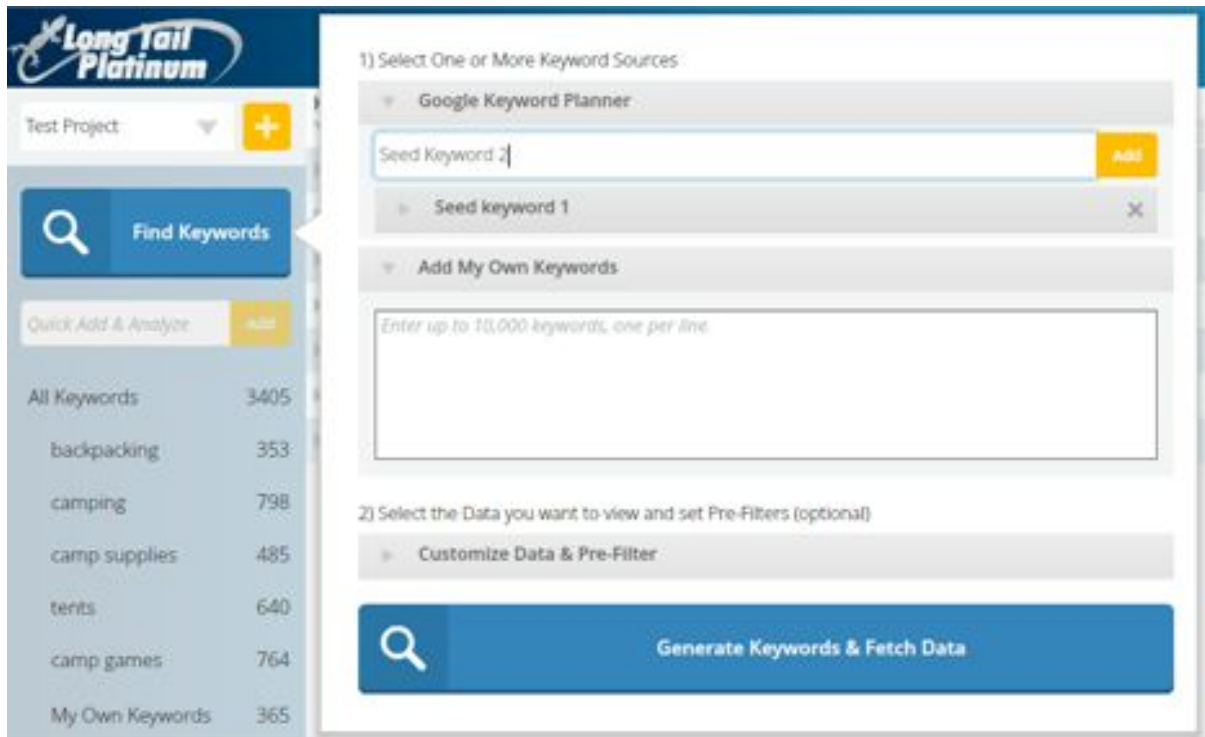 Long Tail
Platinum
Test Project
+
Find Keywords
Quick Add & Analyze
Add
All Keywords 3405
backpacking 353
camping 798
camp supplies 485
tents 640
camp games 764
My Own Keywords 365
1) Select One or More Keyword Sources
Google Keyword Planner
Seed Keyword 2
Add
Seed keyword 1
Add My Own Keywords
Enter up to 10,000 keywords, one per line.
2) Select the Data you want to view and set Pre-Filters (optional)
Customize Data & Pre-Filter
Generate Keywords & Fetch Data